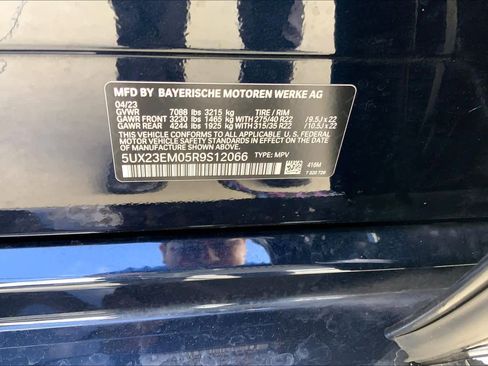 MFD BY BAYERISCHE MOTOREN WERKE AG
04/23
GVWR 7088 lbs 3215 kg TIRE / RIM
GAWR FRONT 3230 lbs 1465 kg WITH 275/40 R22 / 9.5J x 22
GAWR REAR 4244 lbs 1925 kg WITH 315/35 R22 / 10.5J x 22
THIS VEHICLE CONFORMS TO ALL APPLICABLE U. S. FEDERAL
MOTOR VEHICLE SAFETY STANDARDS IN EFFECT ON THE
DATE OF MANUFACTURE SHOWN ABOVE.
5UX23EM05R9S12066 TYPE: MPV
416M